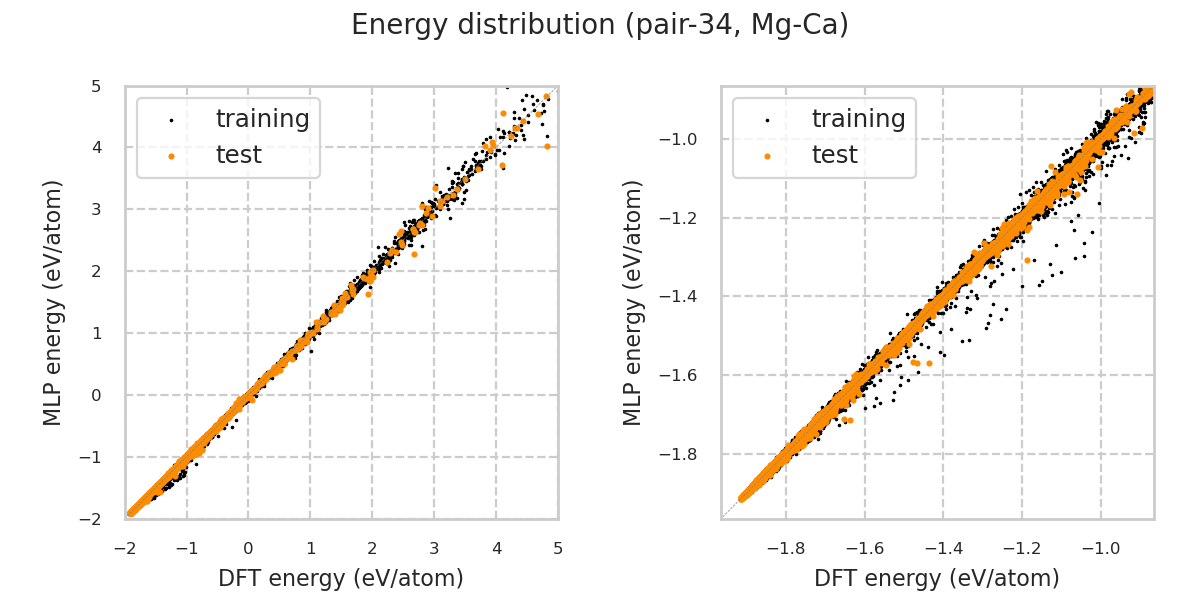 Energy distribution (pair-34, Mg-Ca)
5
4
3
2
1
0
−1
−2
MLP energy (eV/atom)
training
test
−2
−1
0
1
2
3
4
5
DFT energy (eV/atom)
−1.0
−1.2
−1.4
−1.6
−1.8
MLP energy (eV/atom)
training
test
−1.8
−1.6
−1.4
−1.2
−1.0
DFT energy (eV/atom)